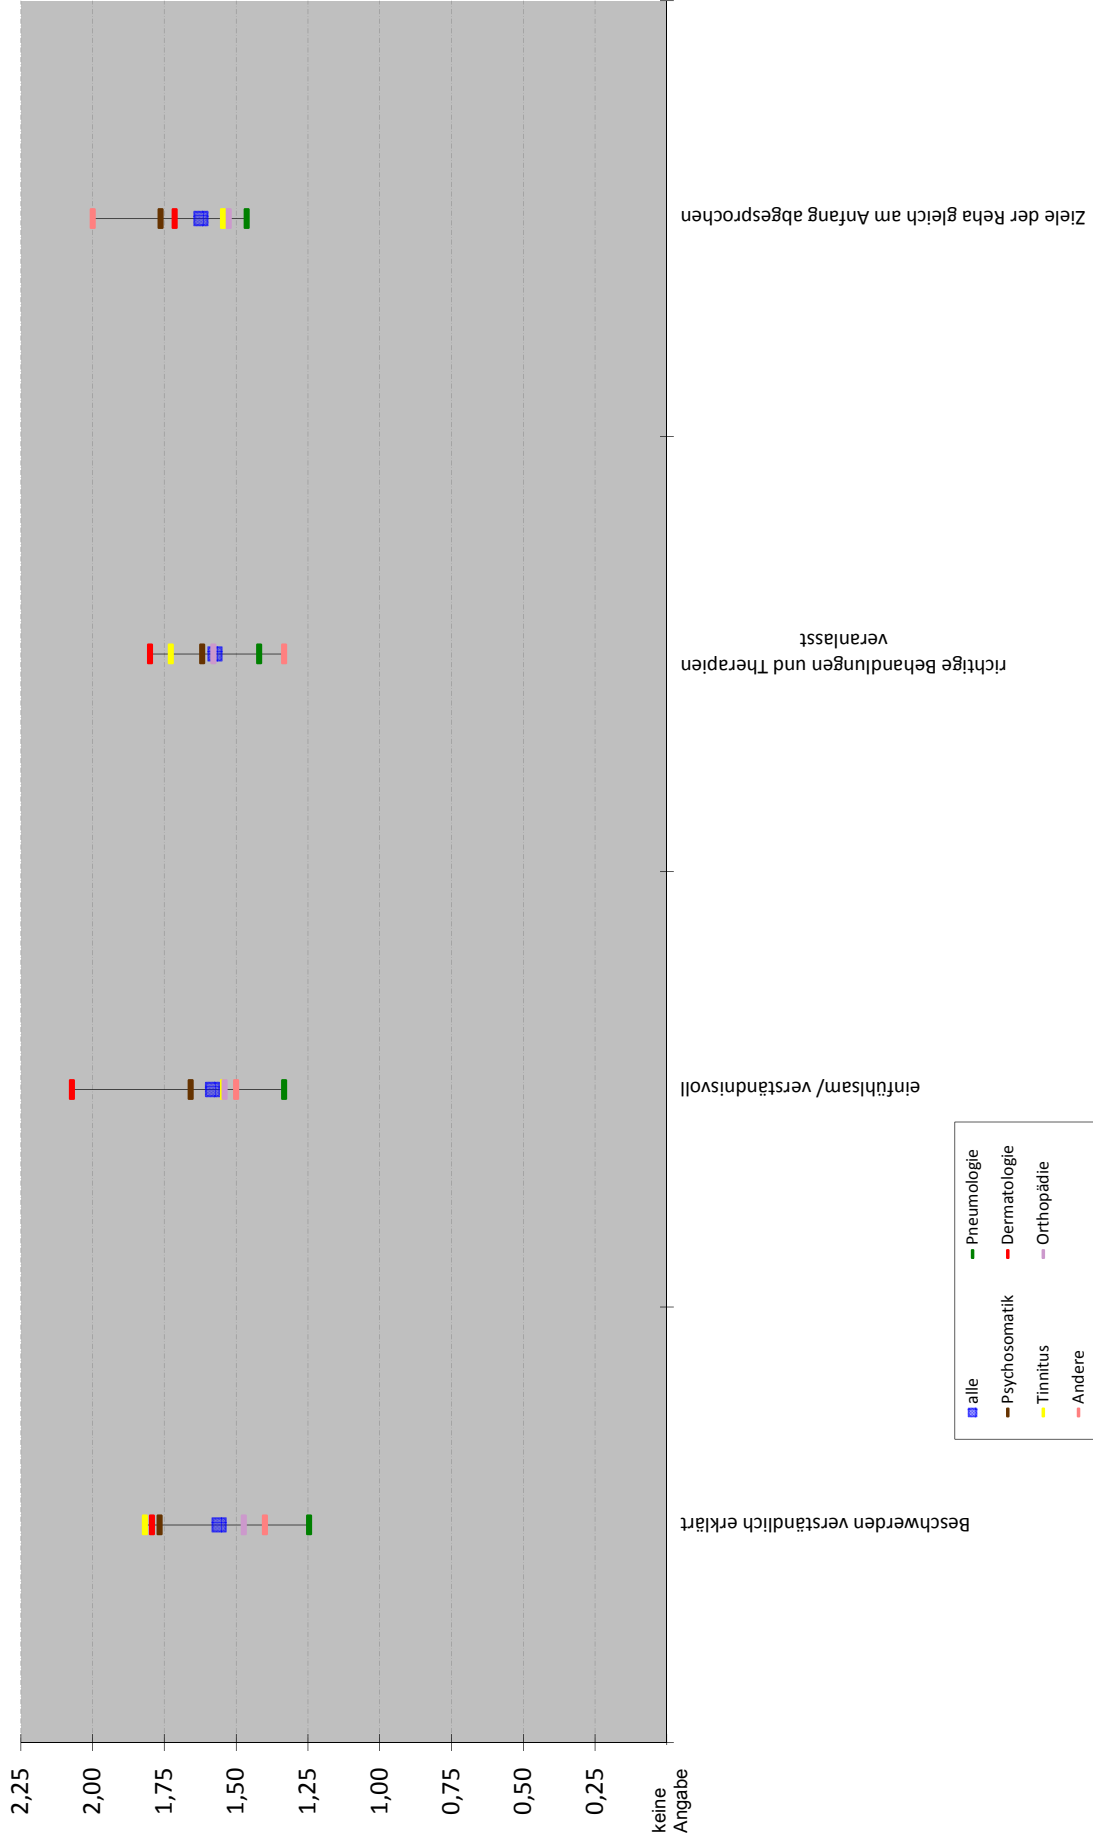 2,25
2,00
1,75
1,50
1,25
1,00
0,75
0,50
0,25
keine
Angabe
Beschwerden verständlich erklärt
einfühlsam/ verständnisvoll
richtige Behandlungen und Therapien
veranlasst
Ziele der Reha gleich am Anfang abgesprochen
alle
Pneumologie
Psychosomatik
Dermatologie
Tinnitus
Orthopädie
Andere